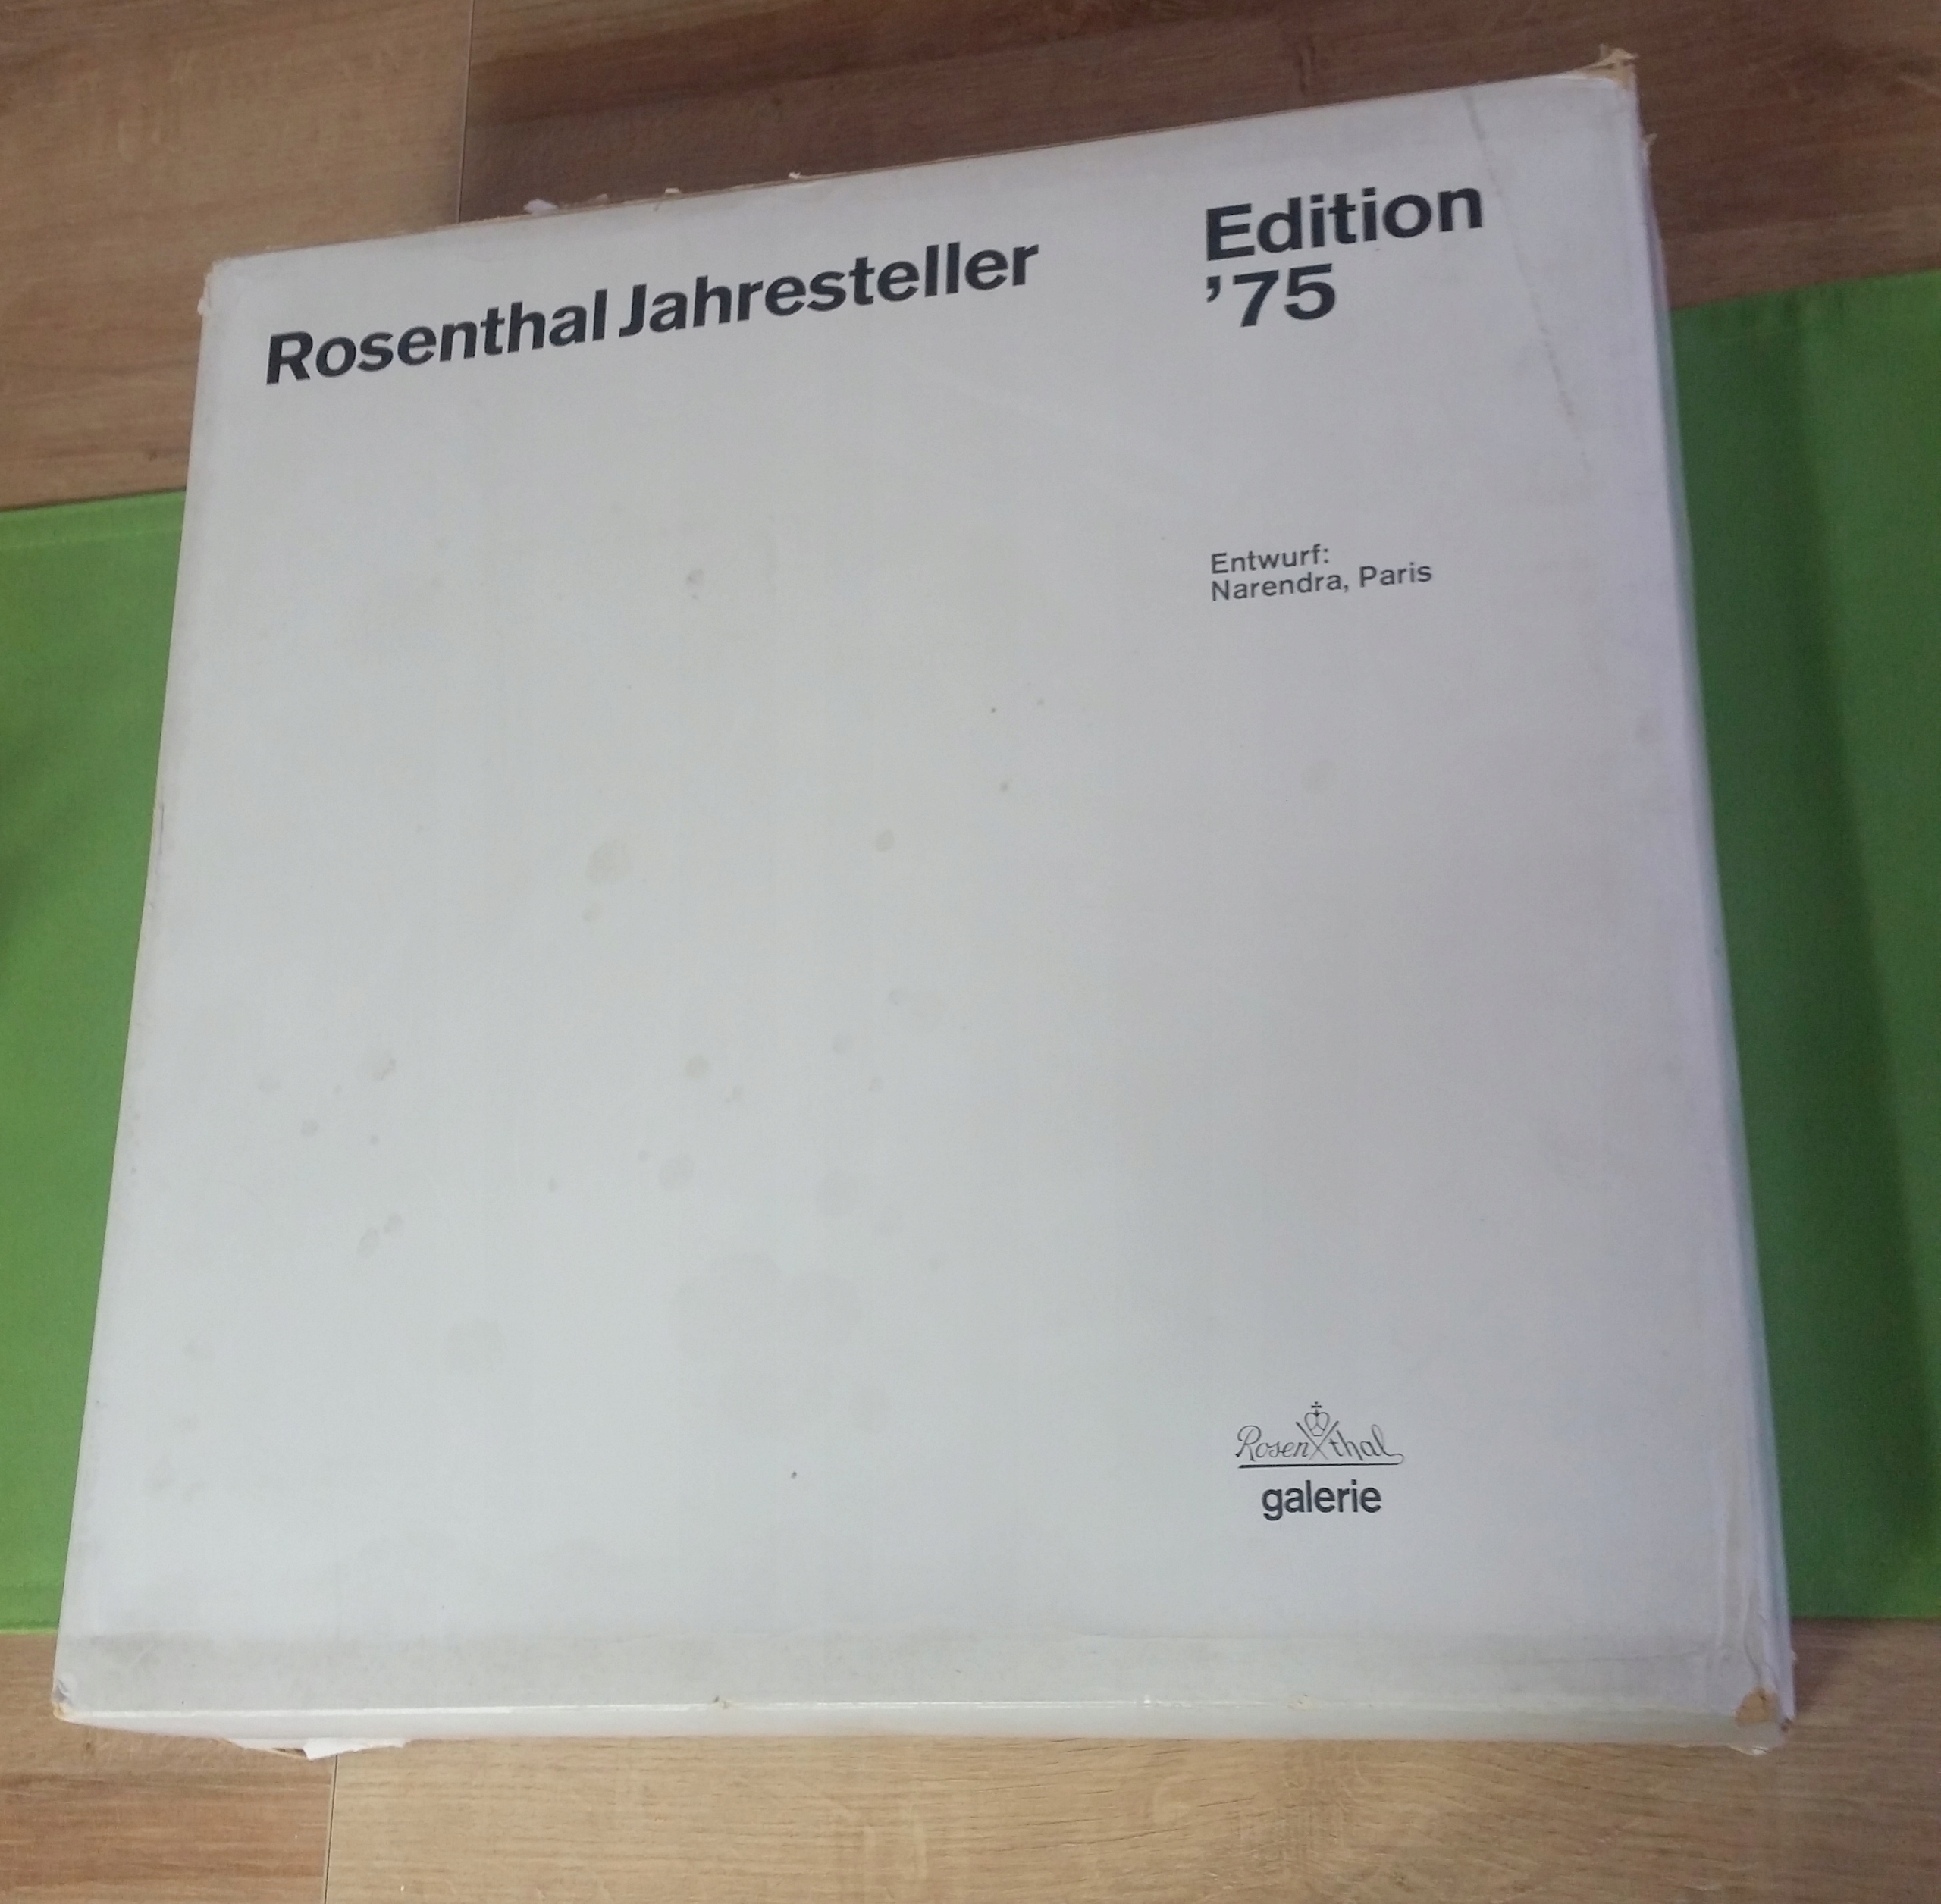 Rosenthal Jahresteller
Edition
’75
Entwurf:
Narendra, Paris
Rosenthal
galerie